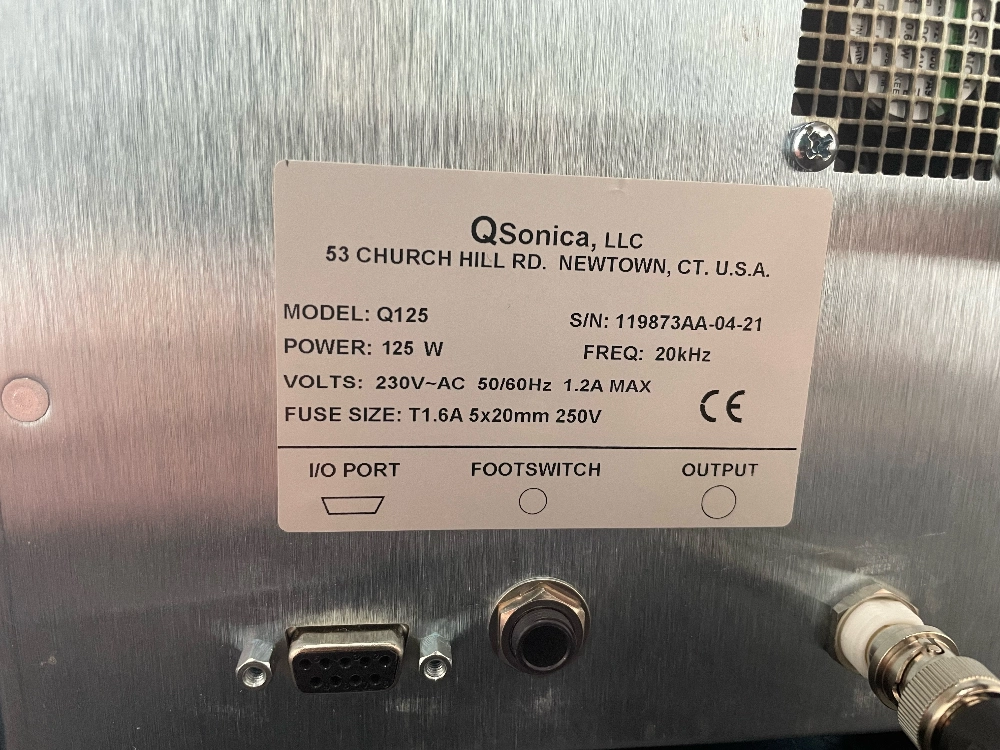 QSonica, LLC
53 CHURCH HILL RD. NEWTOWN, CT. U.S.A.
MODEL: Q125
S/N: 119873AA-04-21
POWER: 125 W
FREQ: 20kHz
VOLTS: 230V~AC 50/60Hz 1.2A MAX
FUSE SIZE: T1.6A 5x20mm 250V
CE
I/O PORT FOOTSWITCH OUTPUT